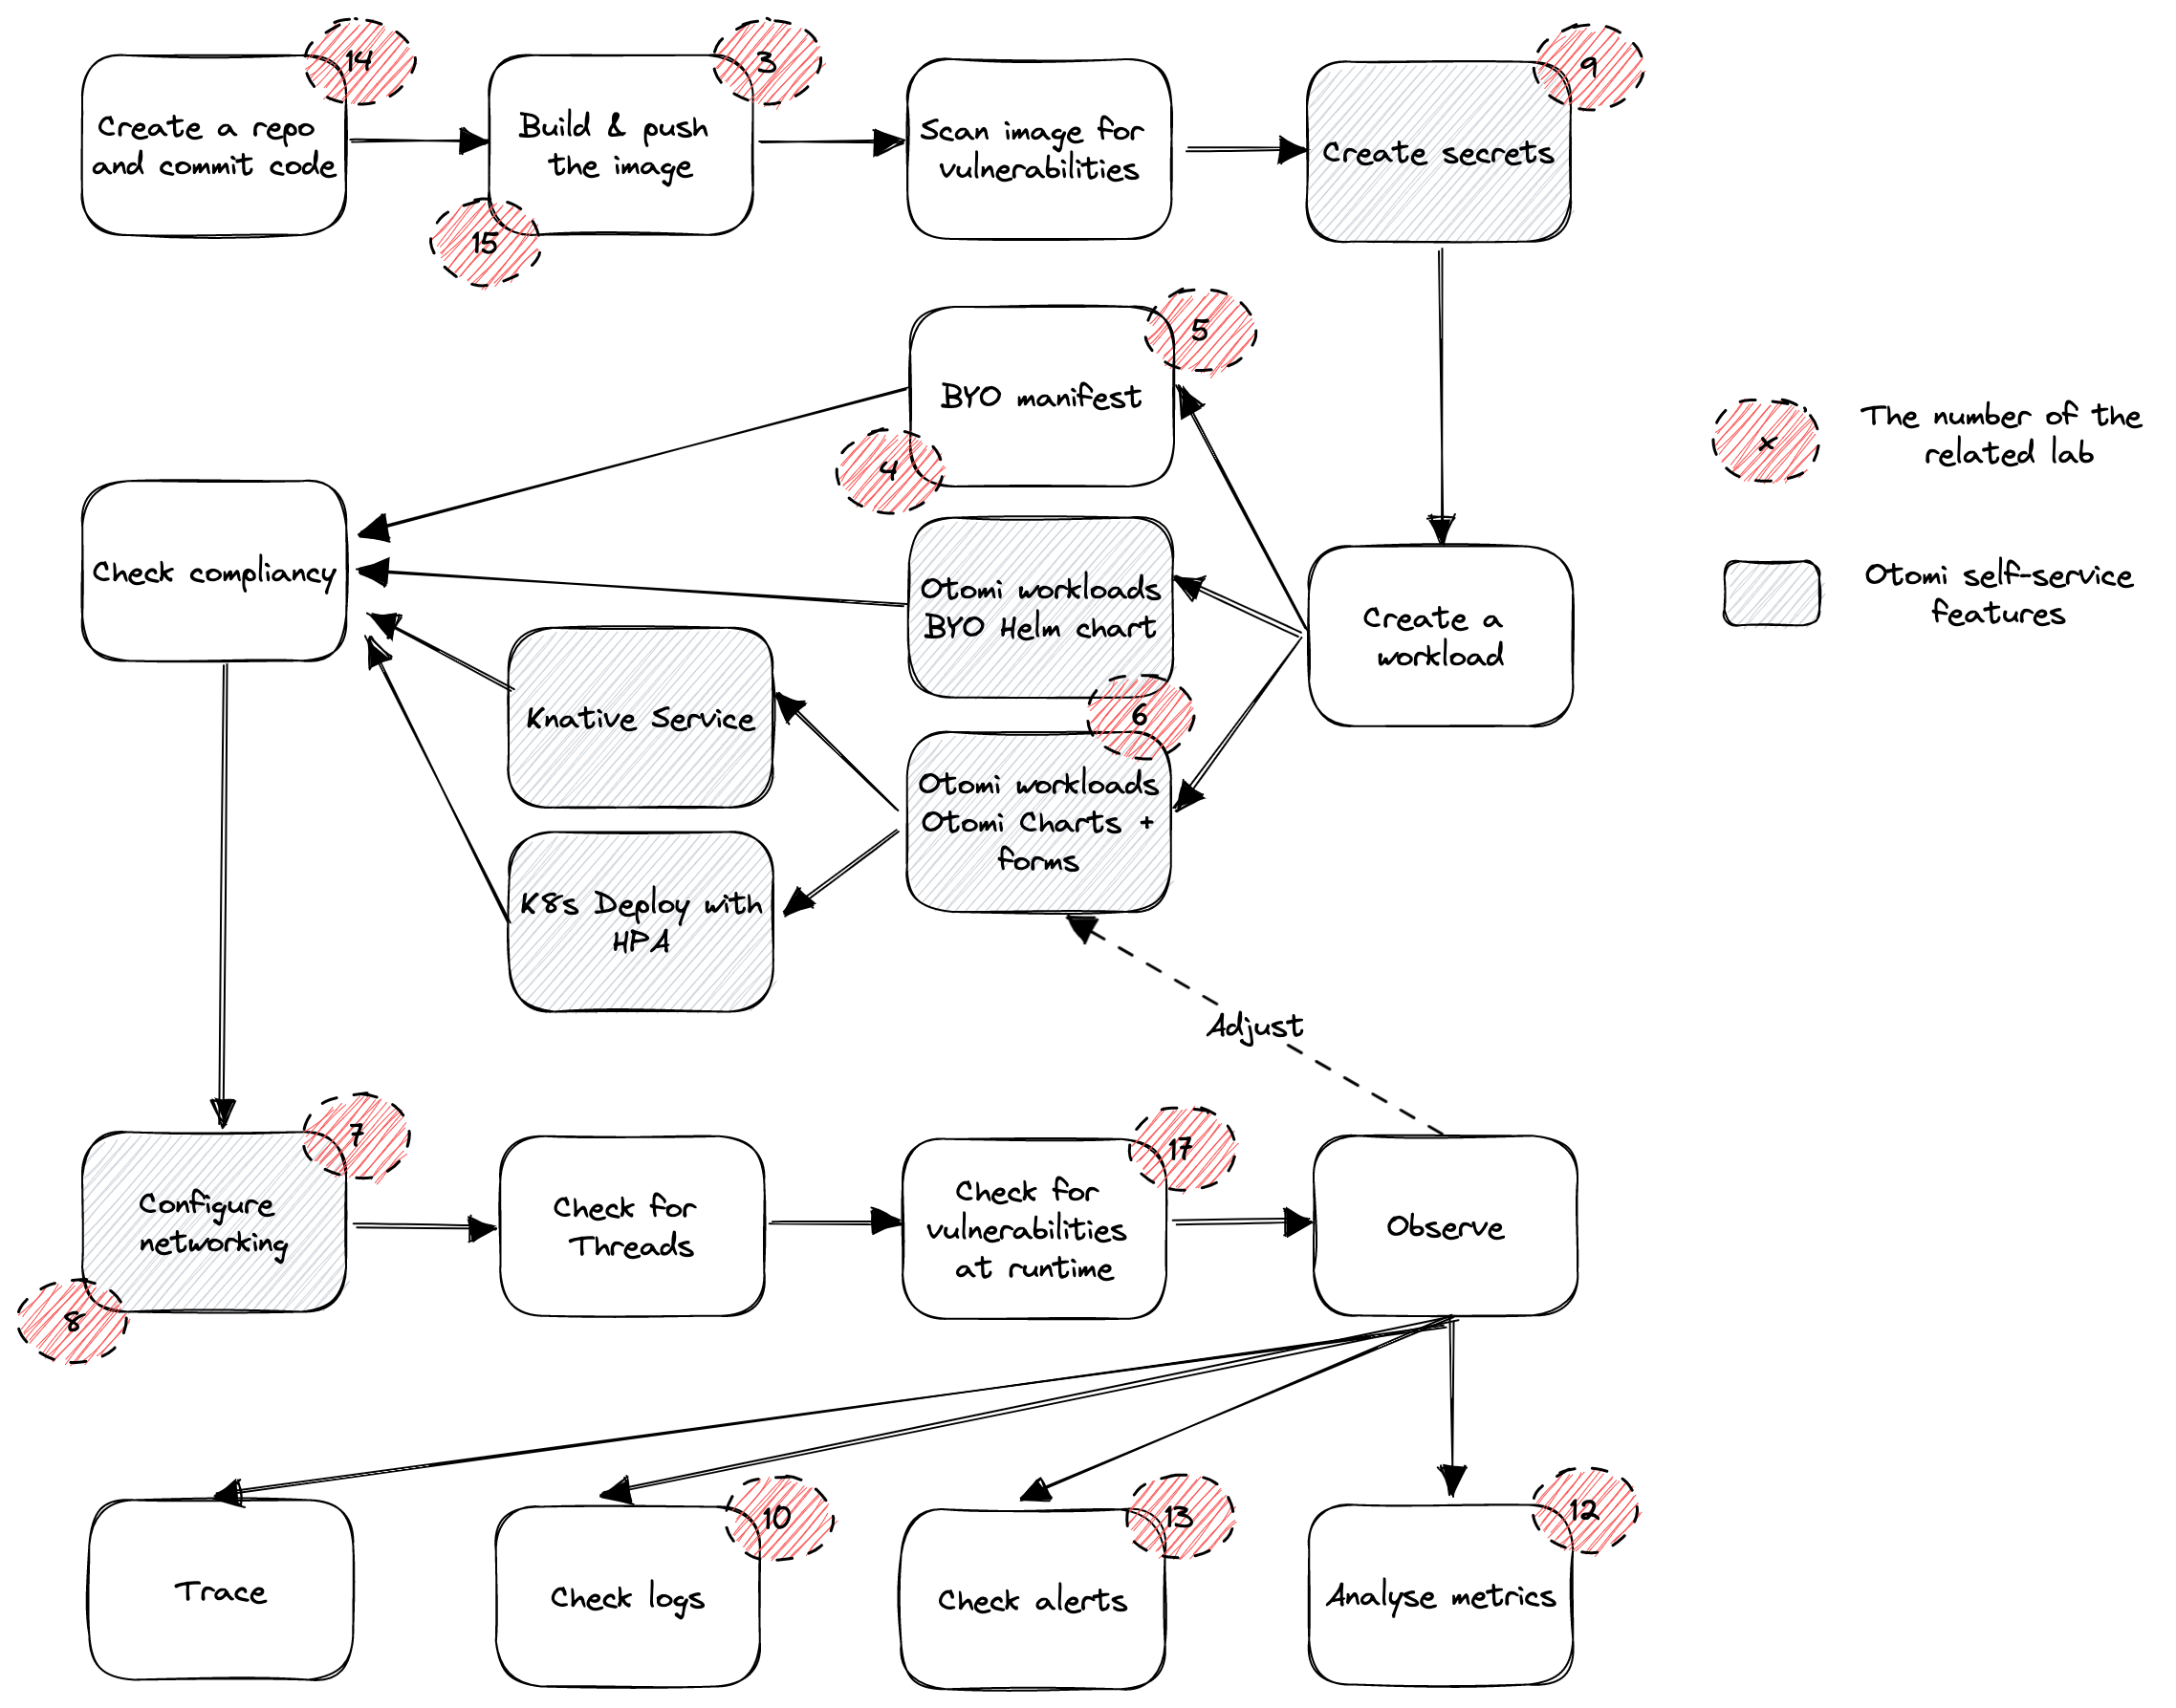 14
3
9
Create a repo
and commit code
Build & push
the image
Scan image for
vulnerabilities
Create secrets
15
5
BYO manifest
4
x
The number of the
related lab
Check compliancy
Otomi workloads
BYO Helm chart
Create a
workload
Otomi self-service
features
Knative Service
6
Otomi workloads
Otomi Charts +
forms
K8s Deploy with
HPA
Adjust
7
17
Configure
networking
Check for
Threads
Check for
vulnerabilities
at runtime
Observe
8
10
13
12
Trace
Check logs
Check alerts
Analyse metrics